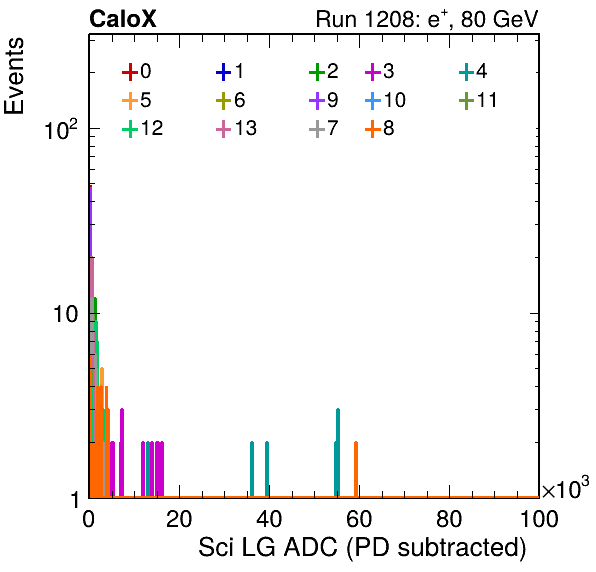 CaloX Run 1208: e⁺, 80 GeV
Events
0 1 2 3 4
5 6 9 10 11
12 13 7 8
10²
10
1
0 20 40 60 80 100
×10³
Sci LG ADC (PD subtracted)